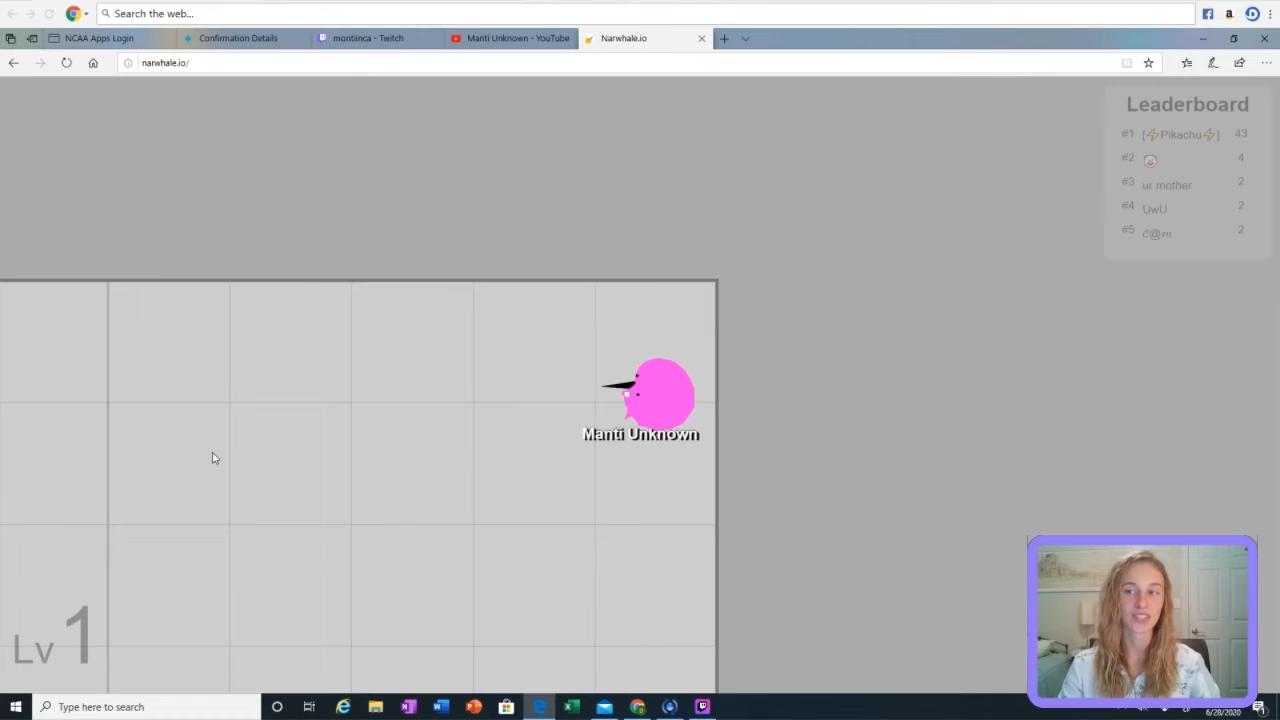 Search the web...
NCAA Apps Login
Confirmation Details
montiinca - Twitch
Manti Unknown - YouTube
Narwhale.io
narwhale.io/
Leaderboard
#1 [⚡Pikachu⚡] 43
#2 🐷 4
#3 ur mother 2
#4 UwU 2
#5 𝓒@𝓶 2
Manti Unknown
Lv 1
Type here to search
6/28/2020